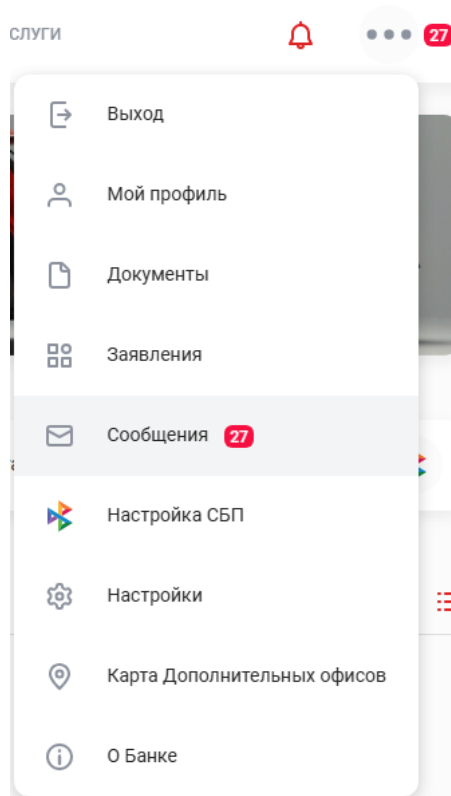 СЛУГИ
27
Выход
Мой профиль
Документы
Заявления
Сообщения 27
Настройка СБП
Настройки
Карта Дополнительных офисов
О Банке